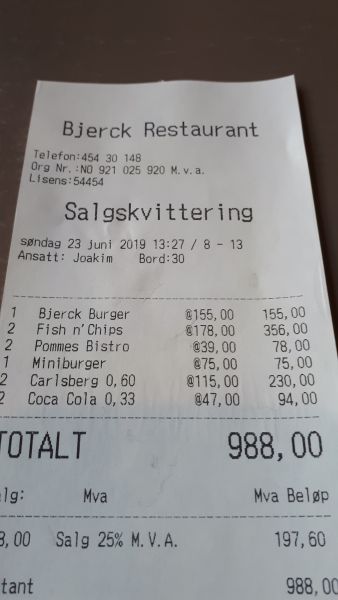 Bjerck Restaurant
Telefon:454 30 148
Org Nr.:NO 921 025 920 M.v.a.
Lisens:54454
Salgskvittering
søndag 23 juni 2019 13:27 / 8 - 13
Ansatt: Joakim Bord:30
1 Bjerck Burger @155,00 155,00
2 Fish n'Chips @178,00 356,00
2 Pommes Bistro @39,00 78,00
1 Miniburger @75,00 75,00
2 Carlsberg 0,60 @115,00 230,00
2 Coca Cola 0,33 @47,00 94,00
TOTALT 988,00
lg: Mva Mva Beløp
8,00 Salg 25% M.V.A. 197,60
tant 988,00